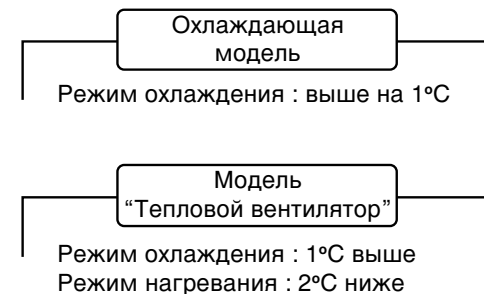 Охлаждающая
модель
Режим охлаждения : выше на 1ºC
Модель
“Тепловой вентилятор”
Режим охлаждения : 1ºC выше
Режим нагревания : 2ºC ниже